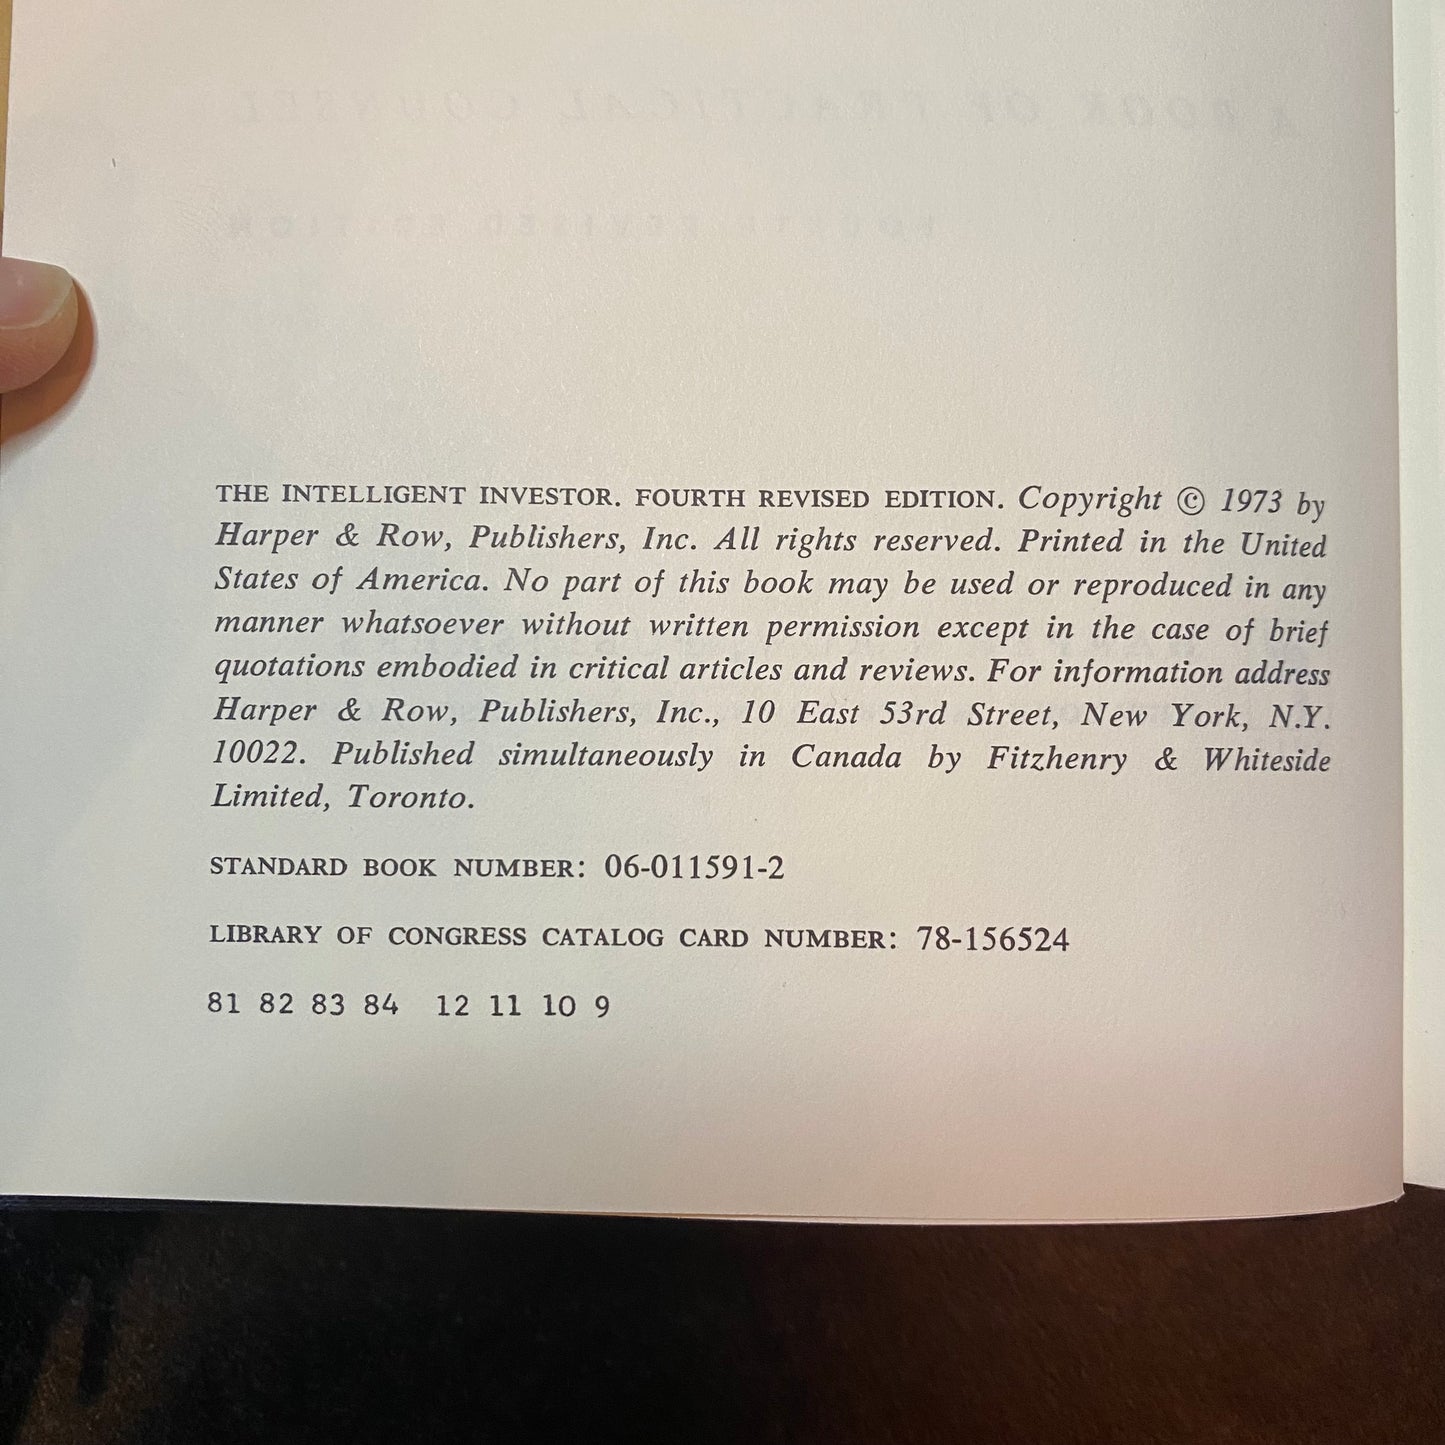 THE INTELLIGENT INVESTOR. FOURTH REVISED EDITION. Copyright © 1973 by
Harper & Row, Publishers, Inc. All rights reserved. Printed in the United
States of America. No part of this book may be used or reproduced in any
manner whatsoever without written permission except in the case of brief
quotations embodied in critical articles and reviews. For information address
Harper & Row, Publishers, Inc., 10 East 53rd Street, New York, N.Y.
10022. Published simultaneously in Canada by Fitzhenry & Whiteside
Limited, Toronto.
STANDARD BOOK NUMBER: 06-011591-2
LIBRARY OF CONGRESS CATALOG CARD NUMBER: 78-156524
81 82 83 84 12 11 10 9